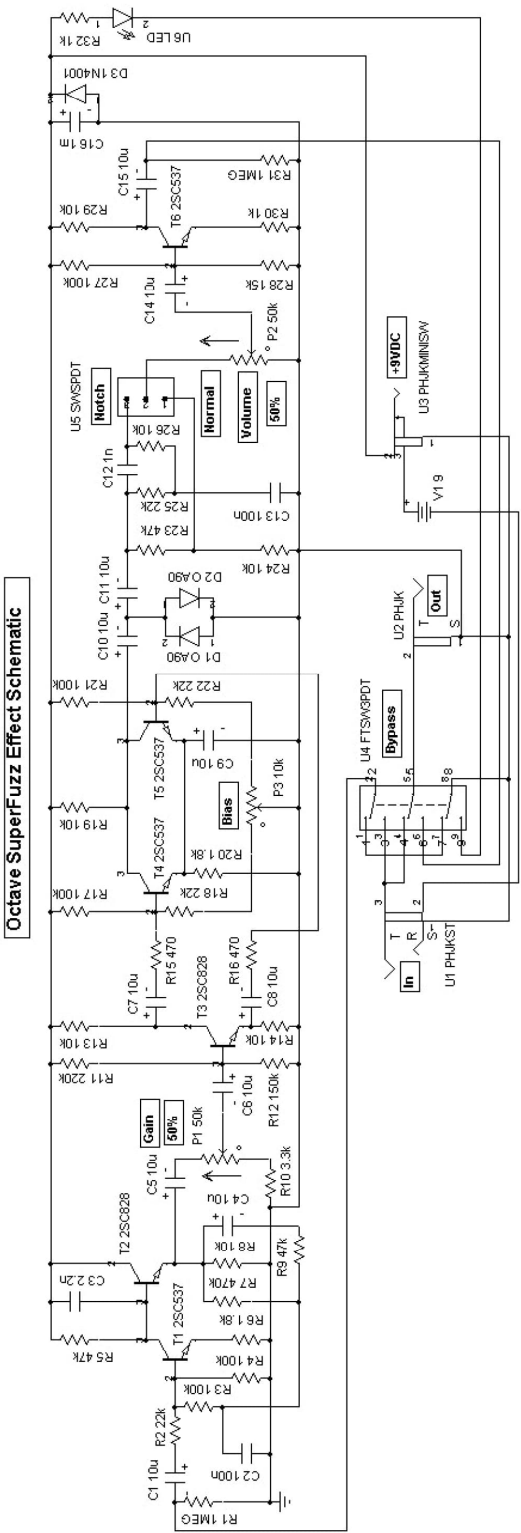 Octave SuperFuzz Effect Schematic
C1 10u
R1 1MEG
R2 22k
C2 100n
R3 100k
R4 100k
R5 47k
T1 2SC537
C3 2.2n
T2 2SC828
R6 1.8k
R7 470k
R8 10k
C4 10u
R9 47k
C5 10u
Gain
50%
P1 50k
R10 3.3k
C6 10u
R11 220k
R12 150k
R13 10k
T3 2SC828
R14 10k
C7 10u
R15 470
C8 10u
R16 470
R17 100k
R18 22k
T4 2SC537
R19 10k
R20 1.8k
T5 2SC537
C9 10u
Bias
P3 10k
R21 100k
R22 22k
C10 10u
C11 10u
D1 OA90
D2 OA90
R23 47k
R24 10k
R25 22k
C12 1n
R26 10k
C13 100n
U5 SWSPDT
Notch
Normal
Volume
50%
P2 50k
C14 10u
R27 100k
R28 15k
R29 10k
T6 2SC537
R30 1k
C15 10u
R31 1MEG
C16 1m
D3 1N4001
R32 1k
U6 LED
In
U1 PHJKST
T
R
S
U4 FTSW3PDT
Bypass
U2 PHJK
T
S
Out
V1 9
+9VDC
U3 PHJKMINISW